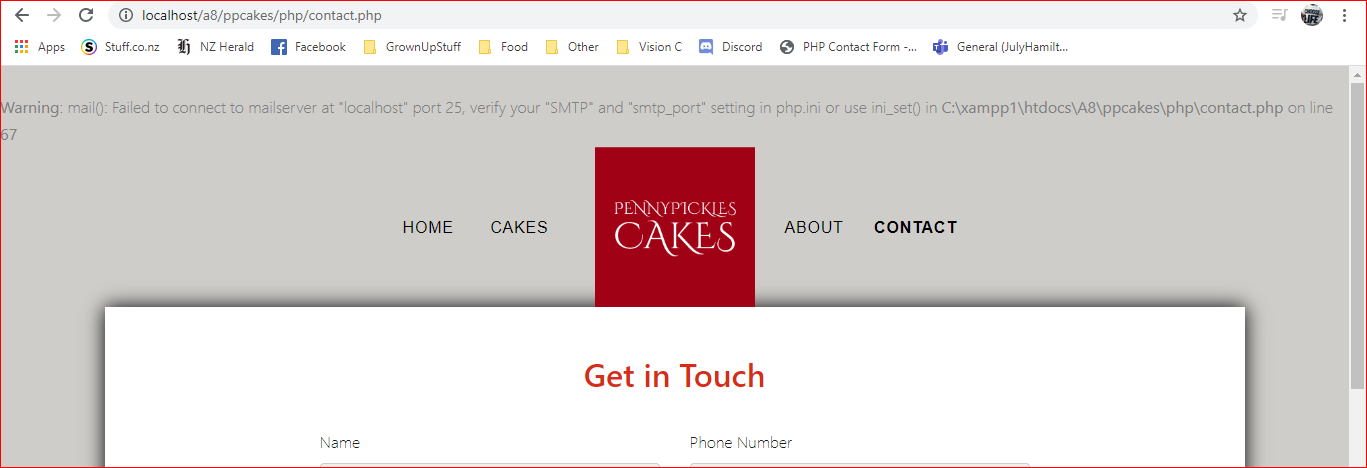 localhost/a8/ppcakes/php/contact.php
Apps Stuff.co.nz NZ Herald Facebook GrownUpStuff Food Other Vision C Discord PHP Contact Form -... General (JulyHamilt...
Warning: mail(): Failed to connect to mailserver at "localhost" port 25, verify your "SMTP" and "smtp_port" setting in php.ini or use ini_set() in C:\xampp1\htdocs\A8\ppcakes\php\contact.php on line
67
PENNYPICKLES
CAKES
HOME CAKES ABOUT CONTACT
Get in Touch
Name Phone Number